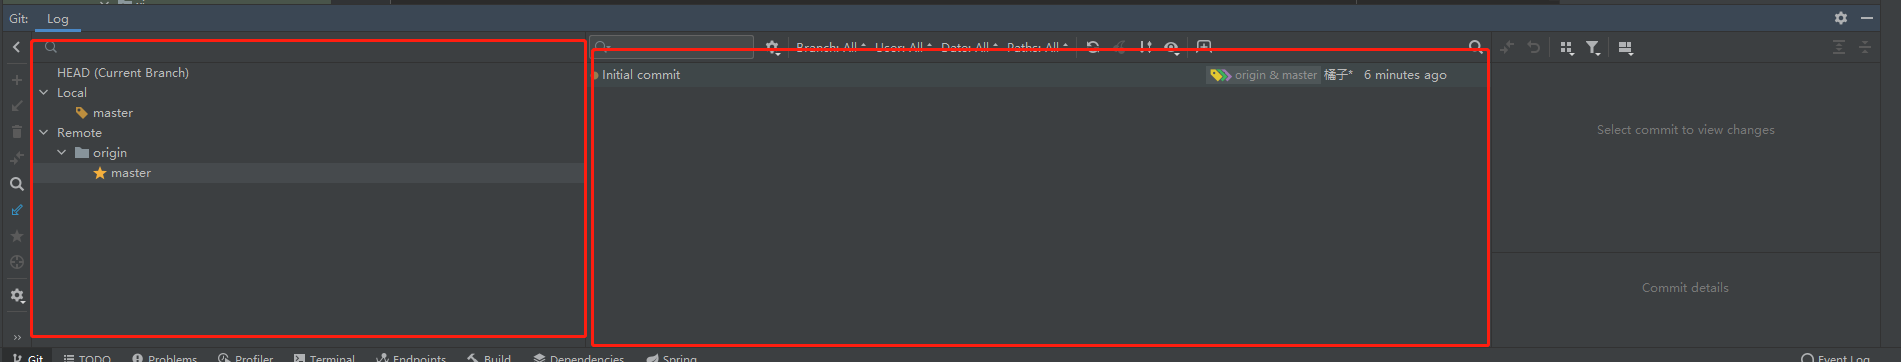 Git: Log
HEAD (Current Branch)
Local
master
Remote
origin
master
Branch: All User: All Date: All Paths: All
Initial commit origin & master 橘子* 6 minutes ago
Select commit to view changes
Commit details
Git TODO Problems Profiler Terminal Endpoints Build Dependencies Spring Event Log